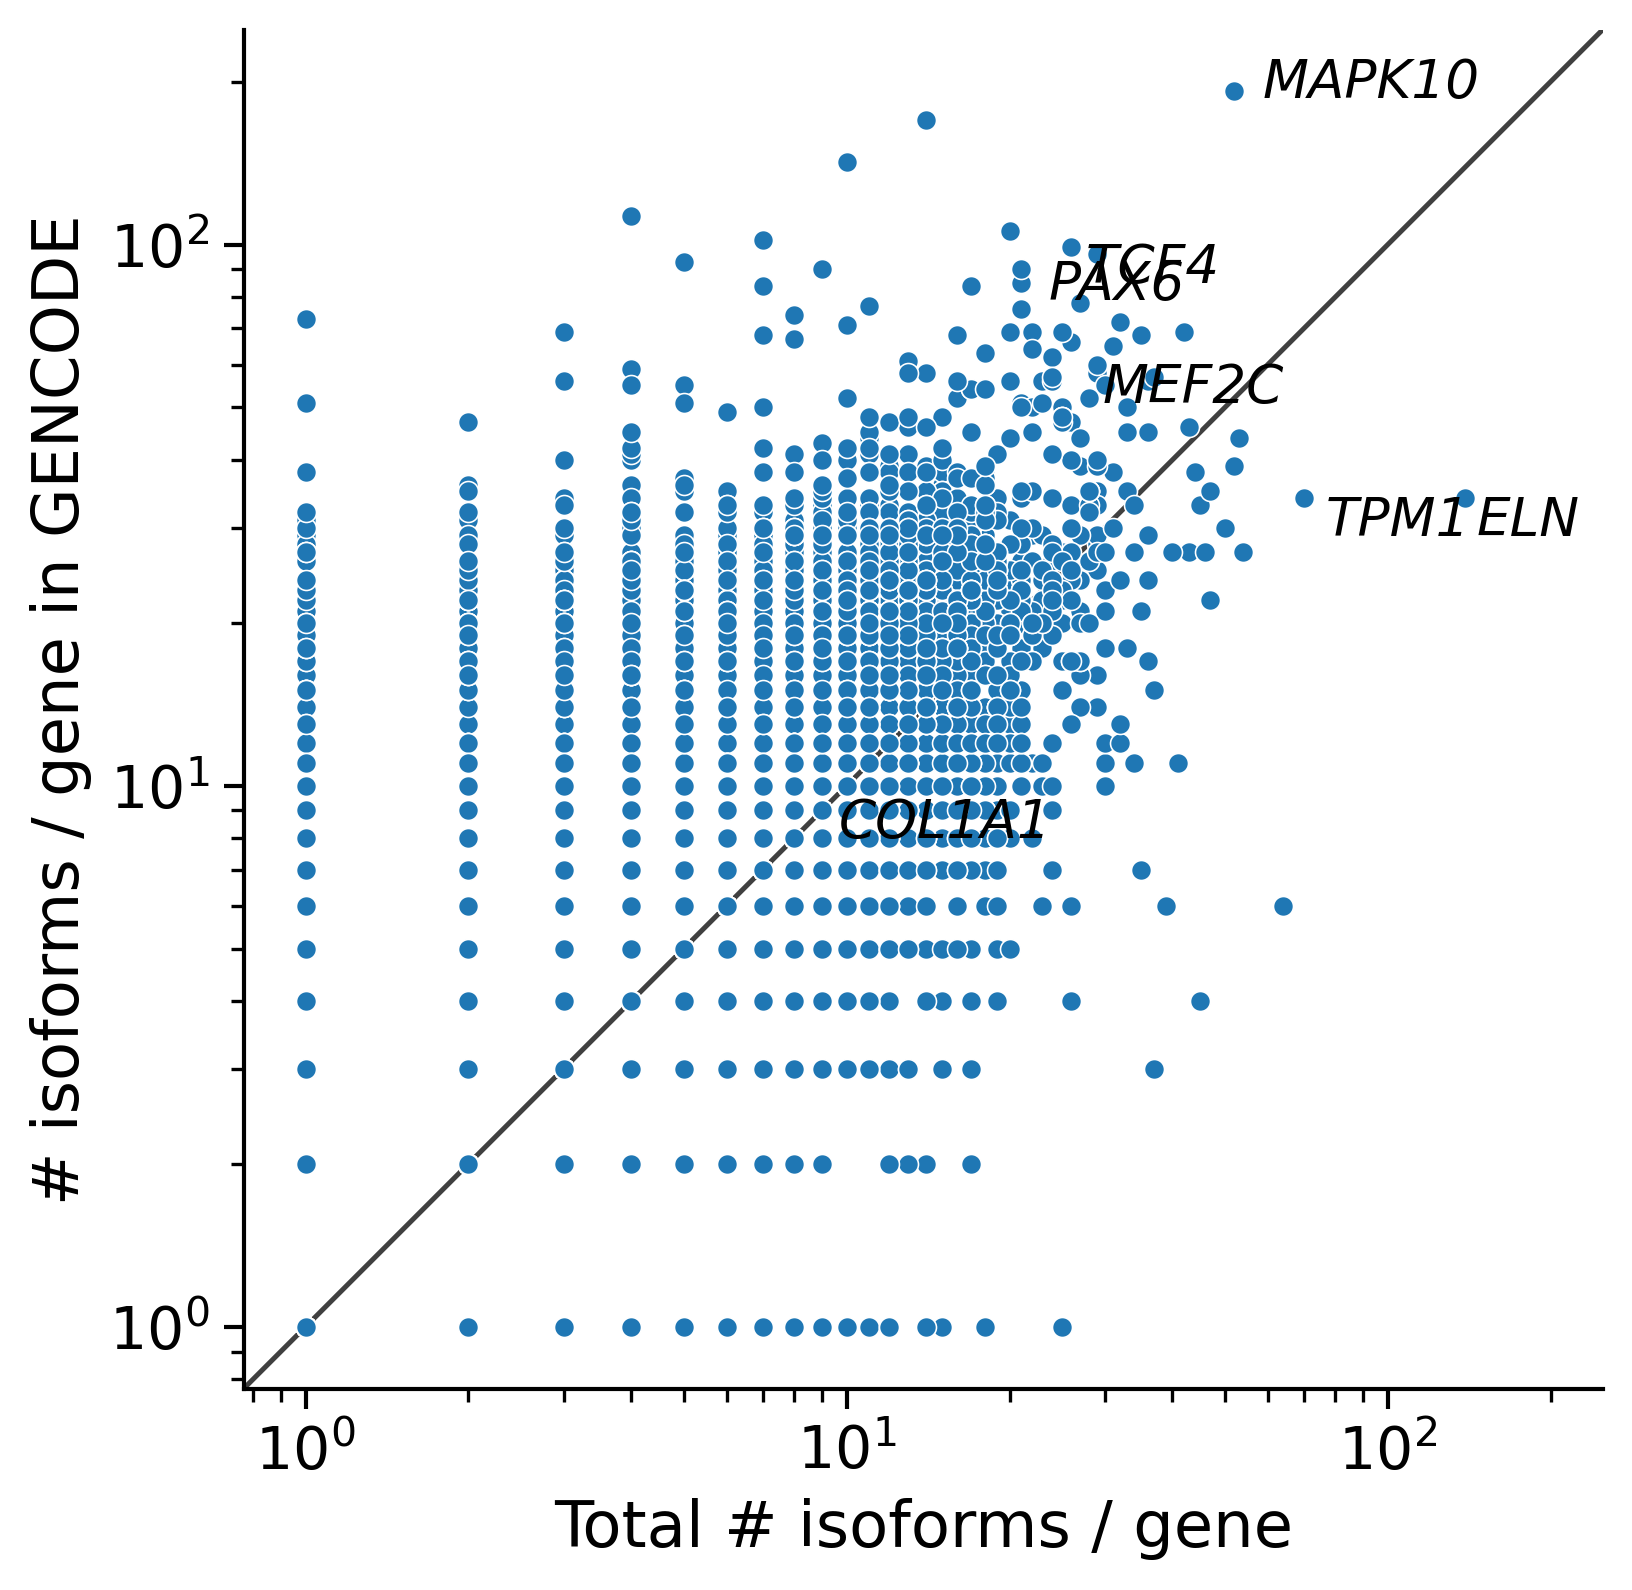 MAPK10
TCF4
PAX6
MEF2C
TPM1 ELN
COL1A1
10²
10¹
10⁰
# isoforms / gene in GENCODE
10⁰ 10¹ 10²
Total # isoforms / gene